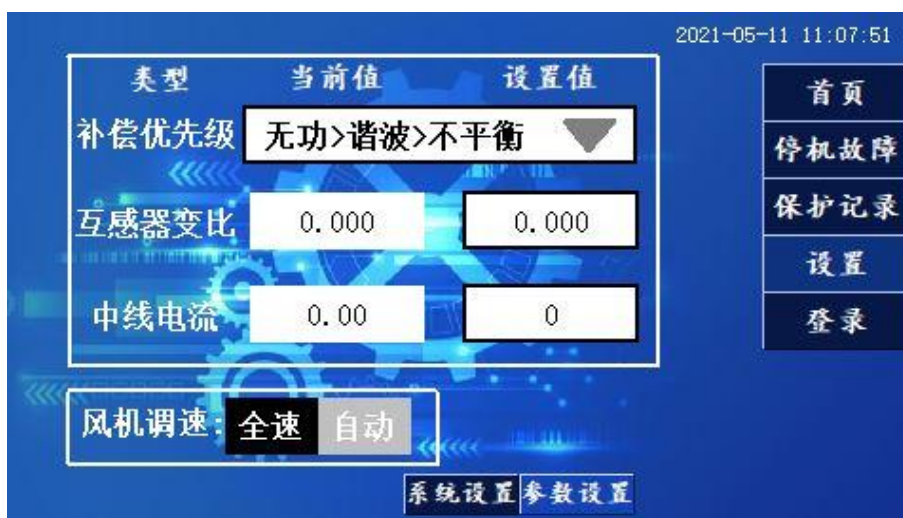 2021-05-11 11:07:51
类型 当前值 设置值
补偿优先级 无功>谐波>不平衡
互感器变比 0.000 0.000
中线电流 0.00 0
风机调速: 全速 自动
系统设置 参数设置
首页
停机故障
保护记录
设置
登录